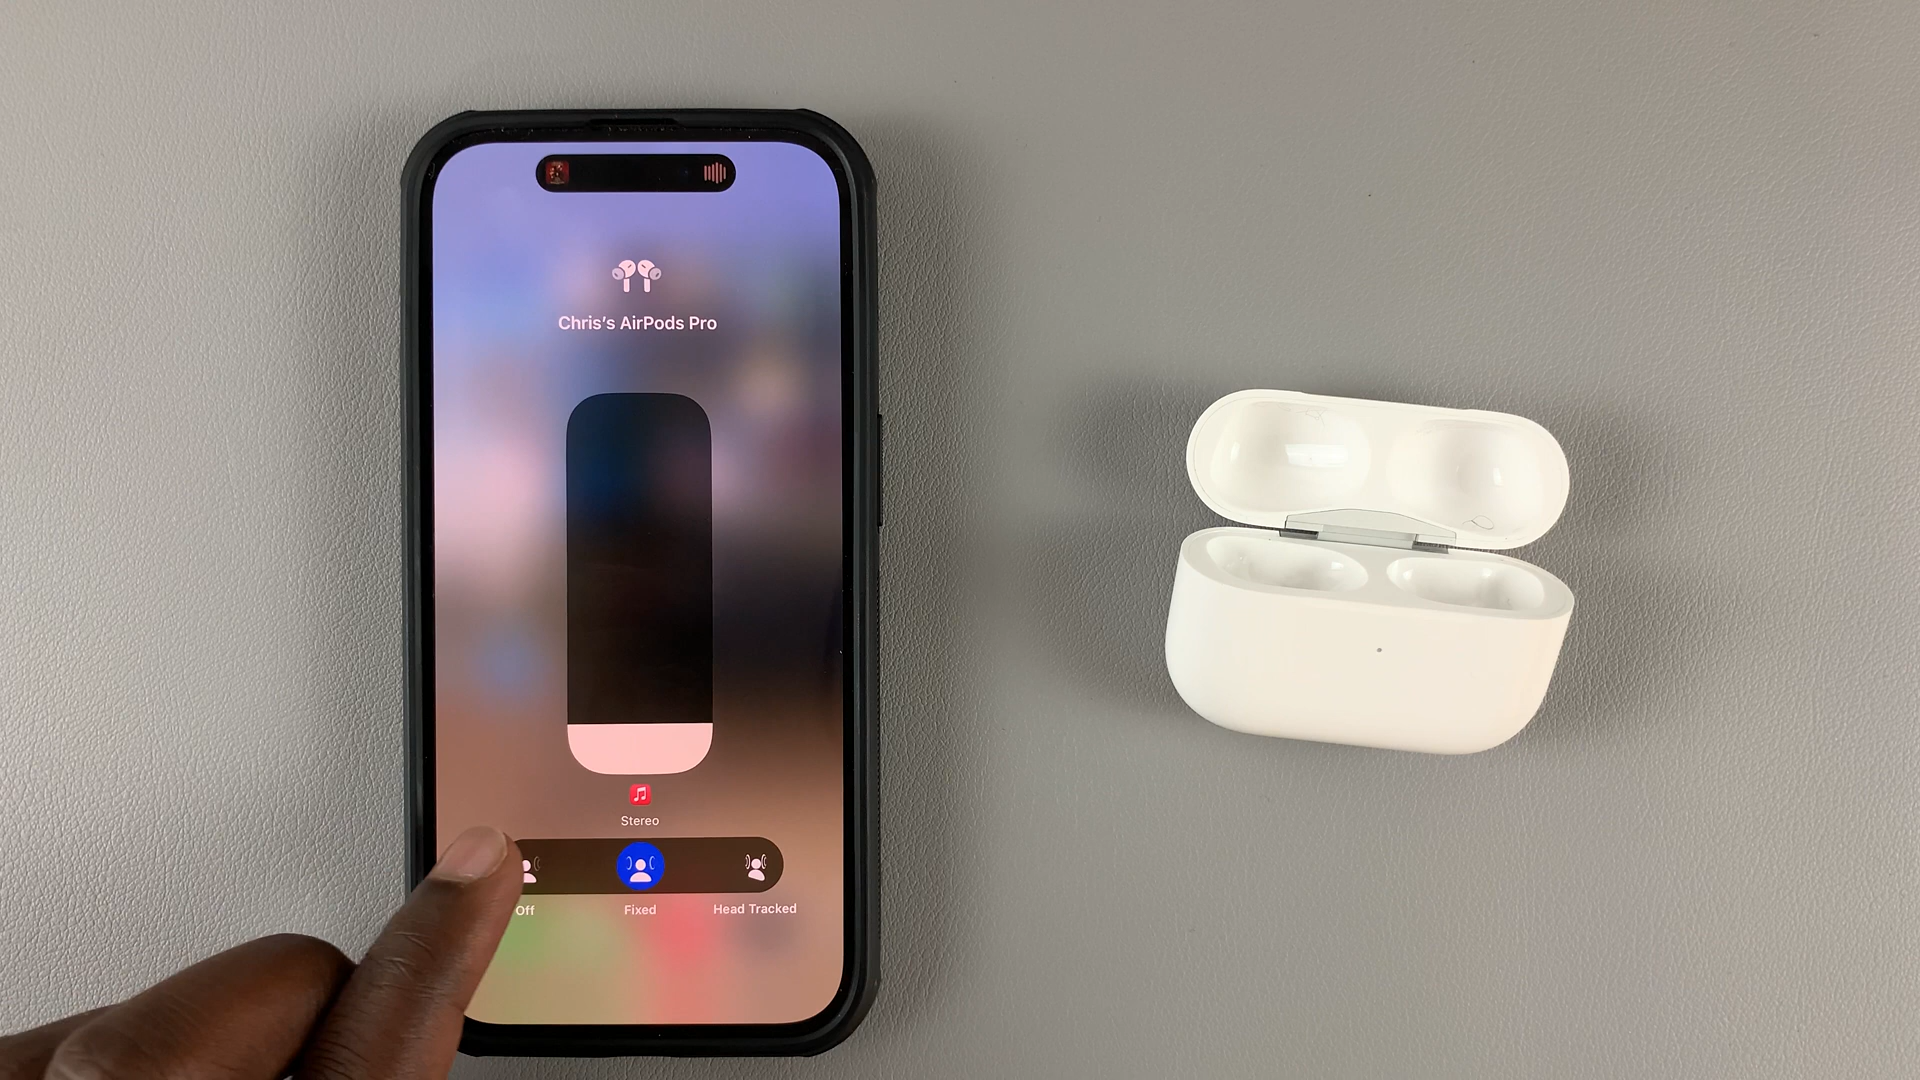 Chris’s AirPods Pro
Stereo
Off
Fixed
Head Tracked